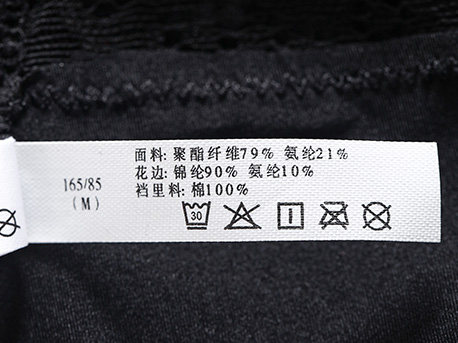 165/85
(M)
面料: 聚酯纤维79% 氨纶21%
花边: 锦纶90% 氨纶10%
裆里料: 棉100%
30